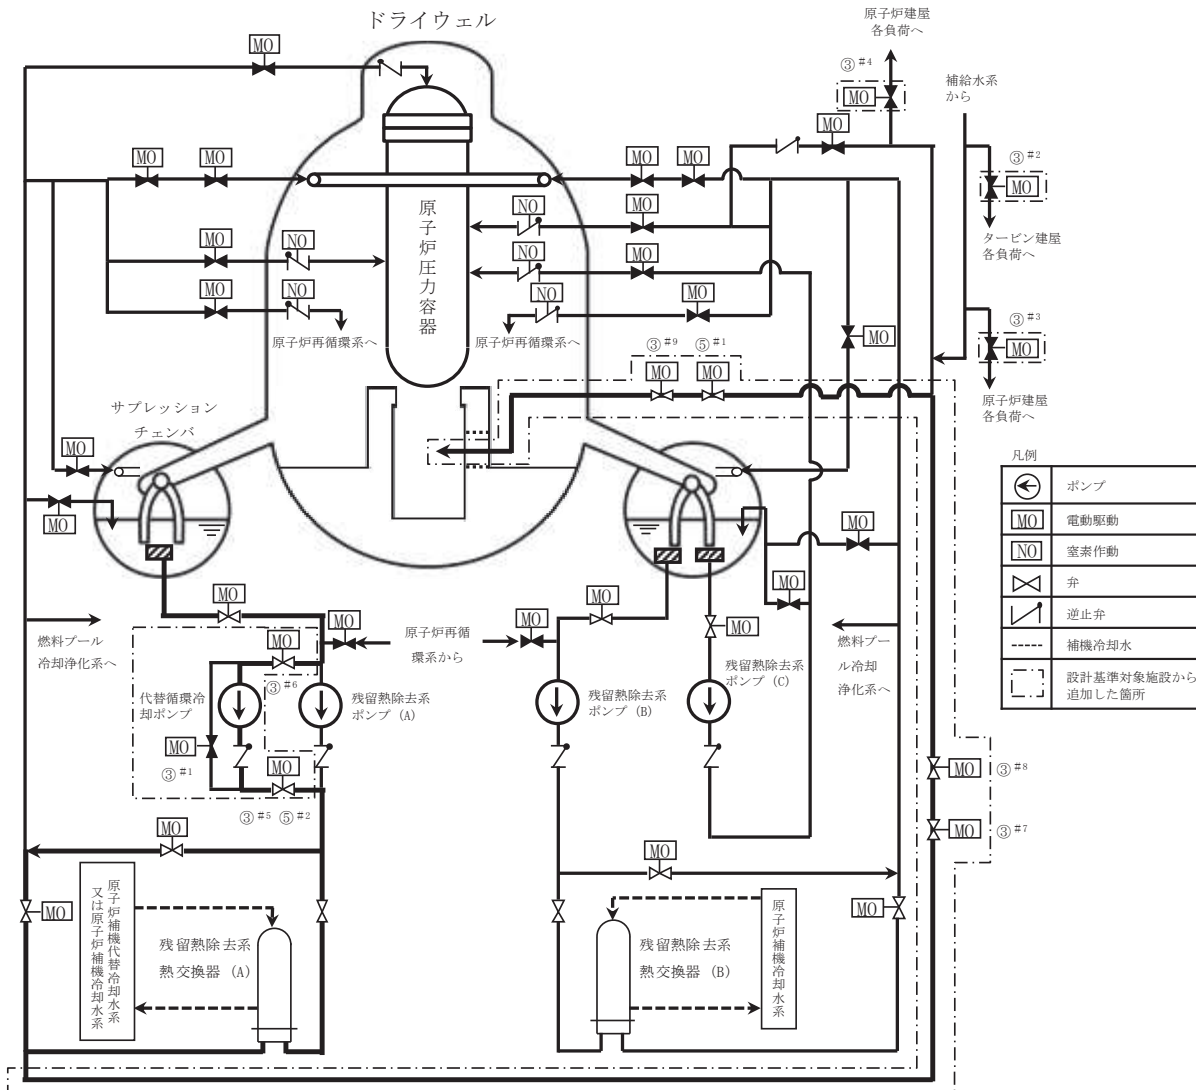 ドライウェル
原子炉建屋
各負荷へ
③#4
補給水系
から
MO
MO
MO
③#2
MO
タービン建屋
各負荷へ
MO
MO
MO
MO
NO
MO
MO
NO
NO
MO
MO
NO
NO
MO
原子炉圧力容器
原子炉再循環系へ
原子炉再循環系へ
③#3
MO
MO
原子炉建屋
各負荷へ
③#9
⑤#1
MO
MO
サプレッション
チェンバ
MO
MO
凡例
ポンプ
MO
電動駆動
NO
窒素作動
弁
逆止弁
補機冷却水
設計基準対象施設から
追加した箇所
MO
MO
MO
MO
MO
MO
MO
MO
燃料プール
冷却浄化系へ
原子炉再循
環系から
燃料プー
ル冷却
浄化系へ
③#6
代替循環冷
却ポンプ
残留熱除去系
ポンプ(A)
残留熱除去系
ポンプ(B)
残留熱除去系
ポンプ(C)
MO
③#1
MO
③#5
⑤#2
MO
③#8
MO
③#7
MO
MO
MO
MO
原子炉補機代替冷却水系
又は原子炉補機冷却水系
残留熱除去系
熱交換器(A)
残留熱除去系
熱交換器(B)
原子炉補機冷却水系